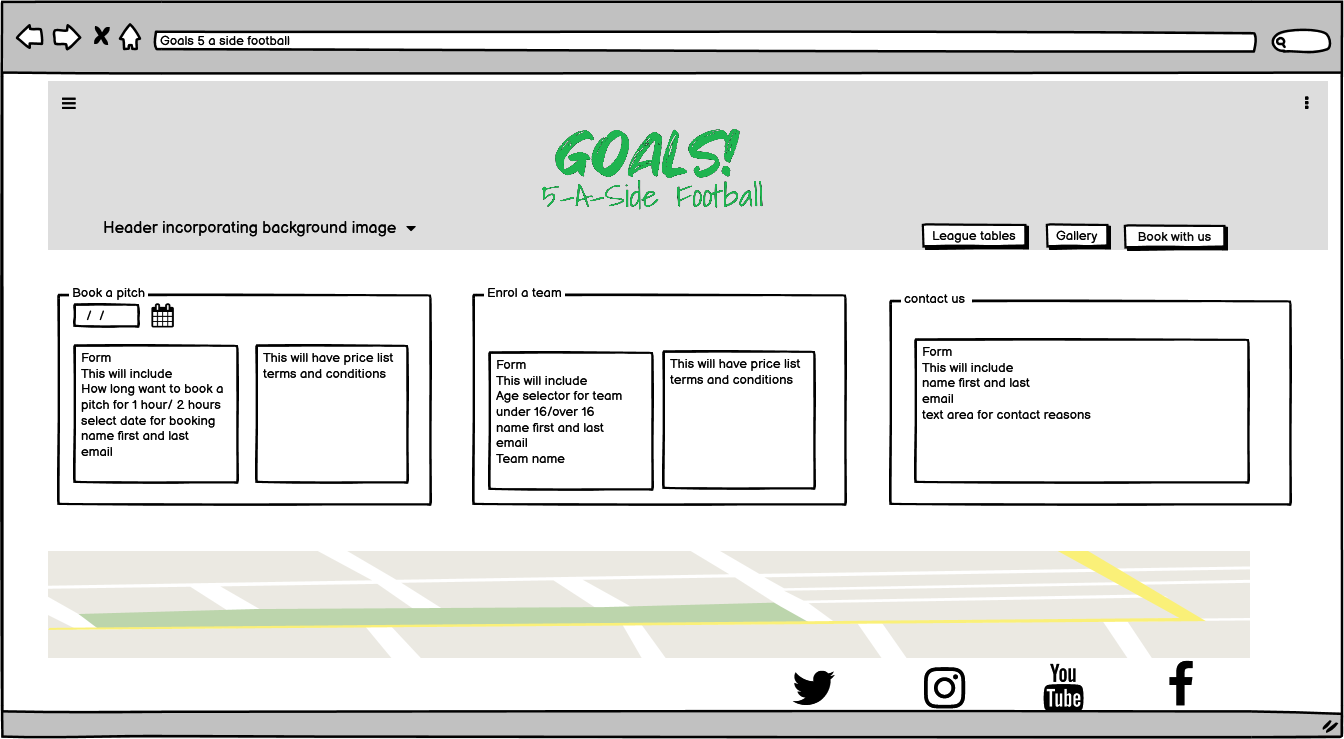 Goals 5 a side football
GOALS!
5-A-Side Football
Header incorporating background image
League tables
Gallery
Book with us
Book a pitch
/ /
Form
This will include
How long want to book a
pitch for 1 hour/ 2 hours
select date for booking
name first and last
email
This will have price list
terms and conditions
Enrol a team
Form
This will include
Age selector for team
under 16/over 16
name first and last
email
Team name
This will have price list
terms and conditions
contact us
Form
This will include
name first and last
email
text area for contact reasons
You
Tube